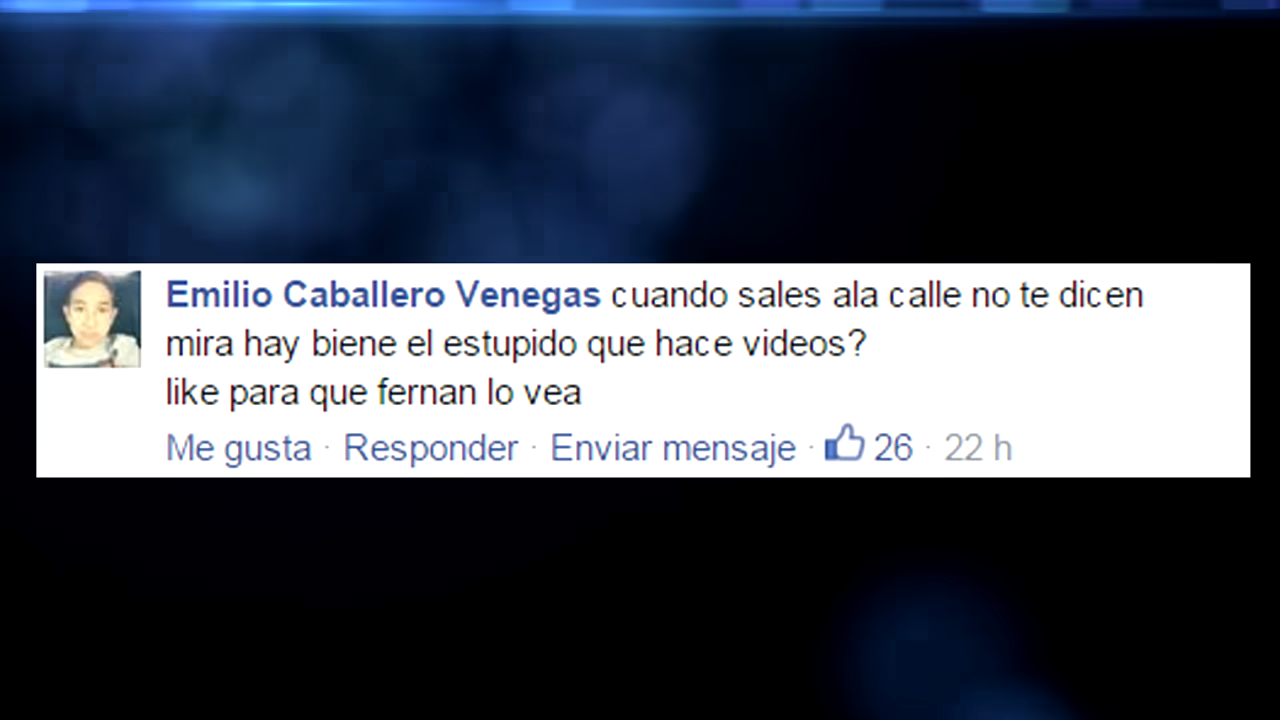 Emilio Caballero Venegas cuando sales ala calle no te dicen
mira hay biene el estupido que hace videos?
like para que fernan lo vea
Me gusta · Responder · Enviar mensaje · 26 · 22 h